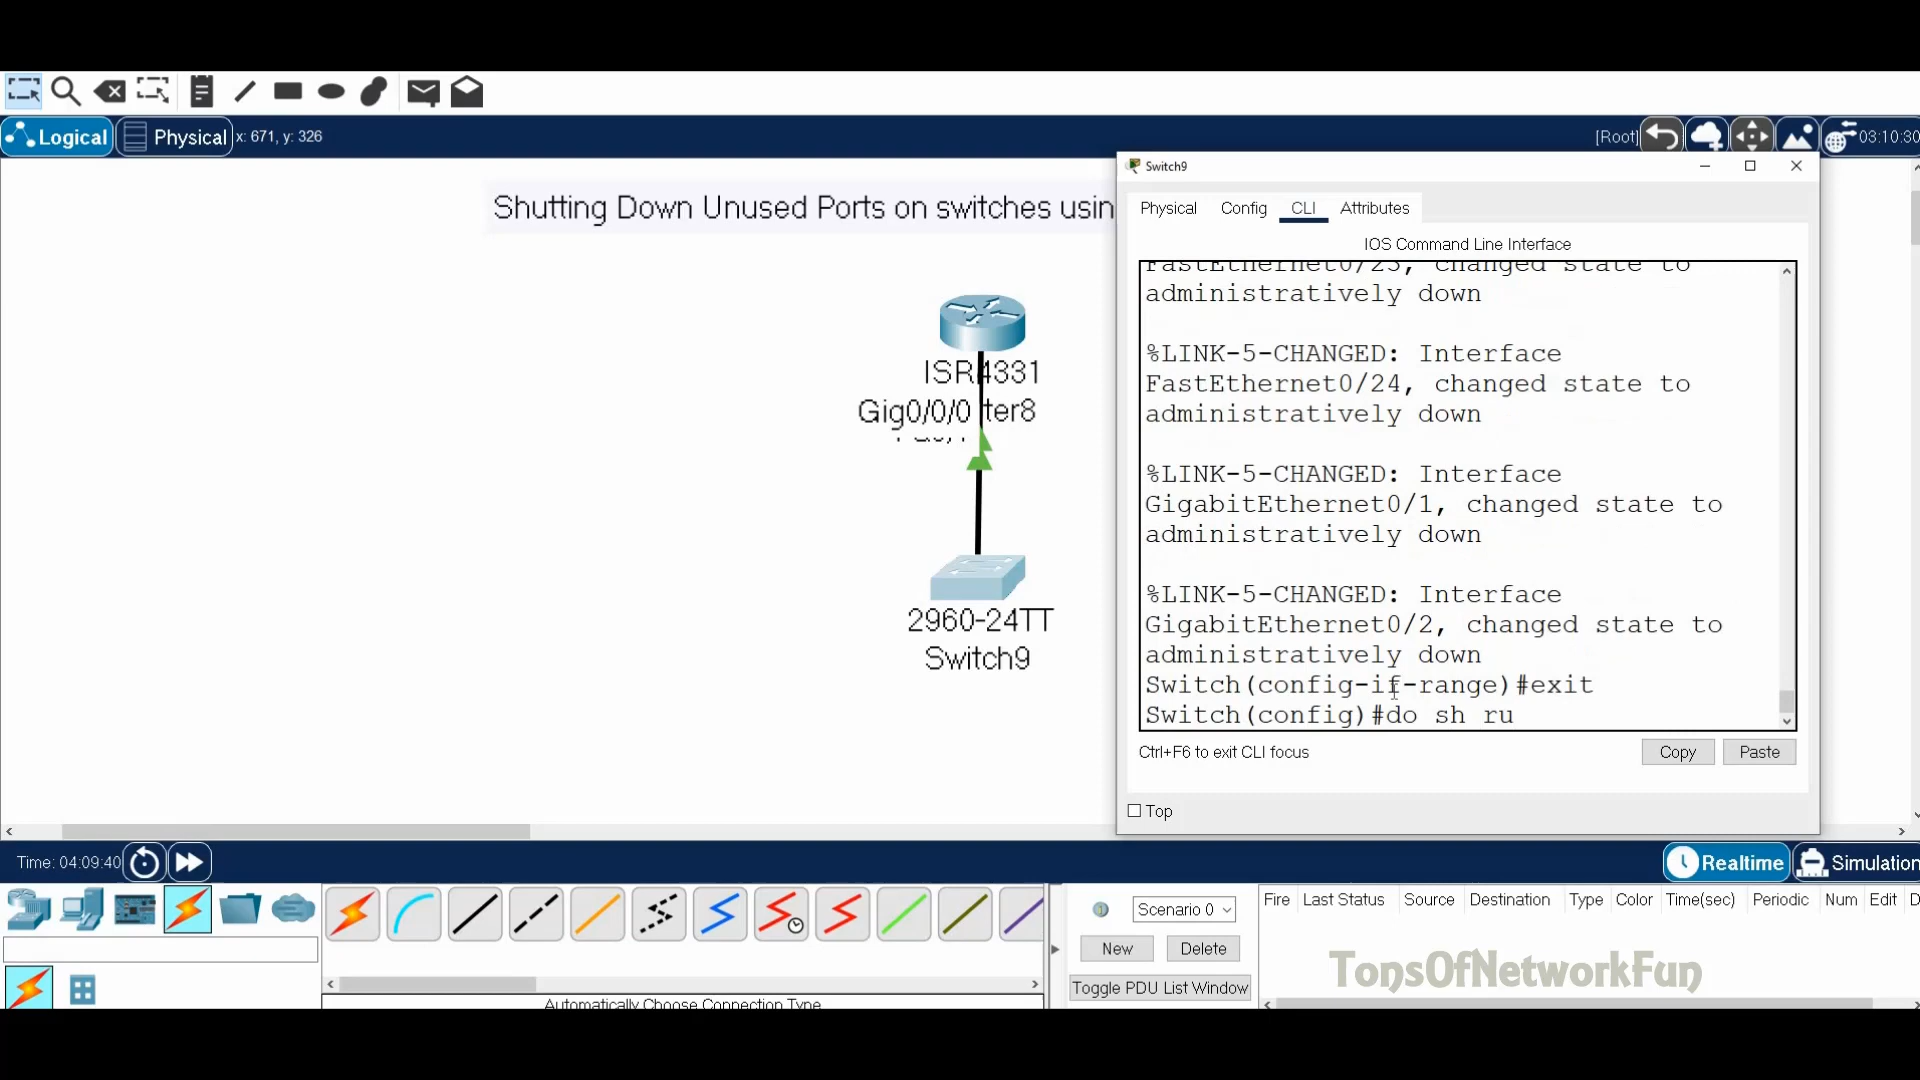 Logical
Physical
x: 671, y: 326
[Root]
03:10:30
Shutting Down Unused Ports on switches usin
ISR4331
Gig0/0/0 ter8
2960-24TT
Switch9
Switch9
Physical
Config
CLI
Attributes
IOS Command Line Interface
FastEthernet0/23, changed state to
administratively down
%LINK-5-CHANGED: Interface
FastEthernet0/24, changed state to
administratively down
%LINK-5-CHANGED: Interface
GigabitEthernet0/1, changed state to
administratively down
%LINK-5-CHANGED: Interface
GigabitEthernet0/2, changed state to
administratively down
Switch(config-if-range)#exit
Switch(config)#do sh ru
Ctrl+F6 to exit CLI focus
Copy
Paste
Top
Time: 04:09:40
Realtime
Simulation
Scenario 0
New
Delete
Toggle PDU List Window
Fire
Last Status
Source
Destination
Type
Color
Time(sec)
Periodic
Num
Edit
D
Automatically Choose Connection Type
TonsOfNetworkFun